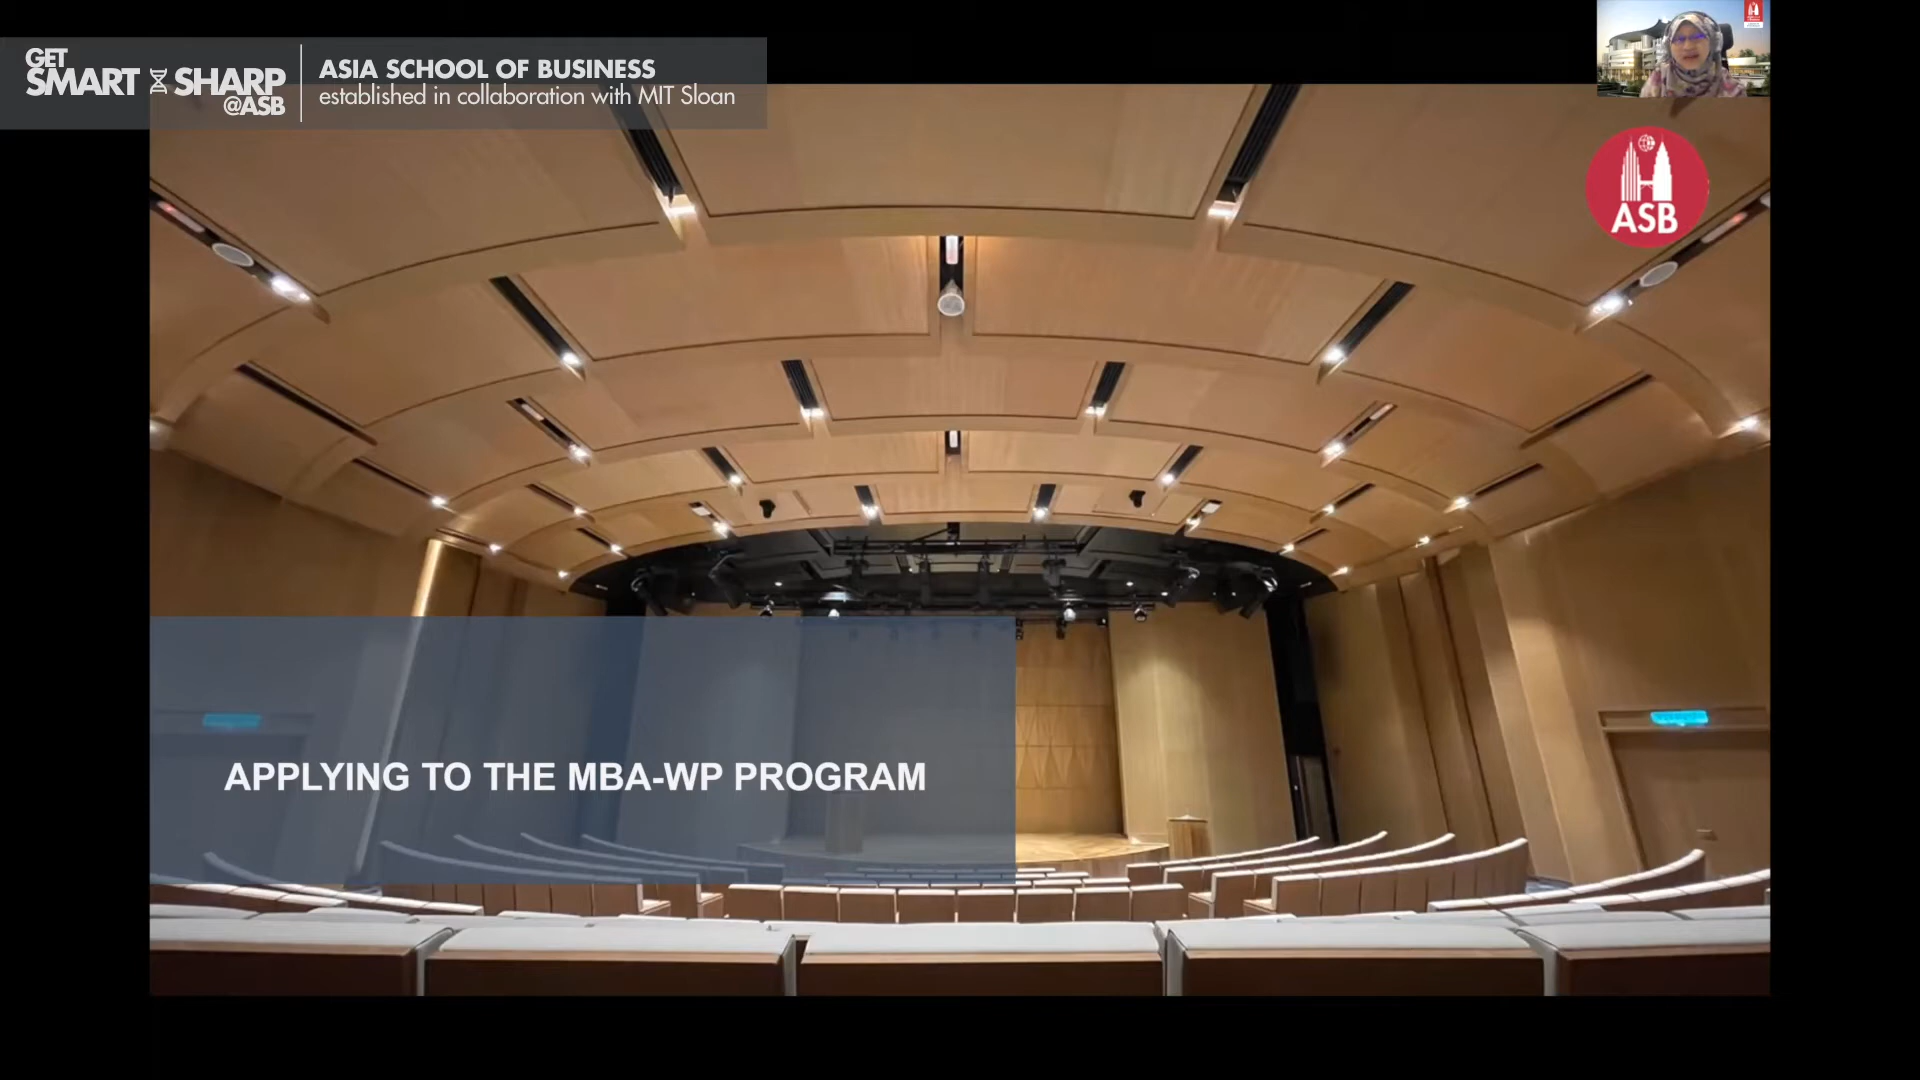 GET
SMART SHARP
@ASB
ASIA SCHOOL OF BUSINESS
established in collaboration with MIT Sloan
ASB
APPLYING TO THE MBA-WP PROGRAM